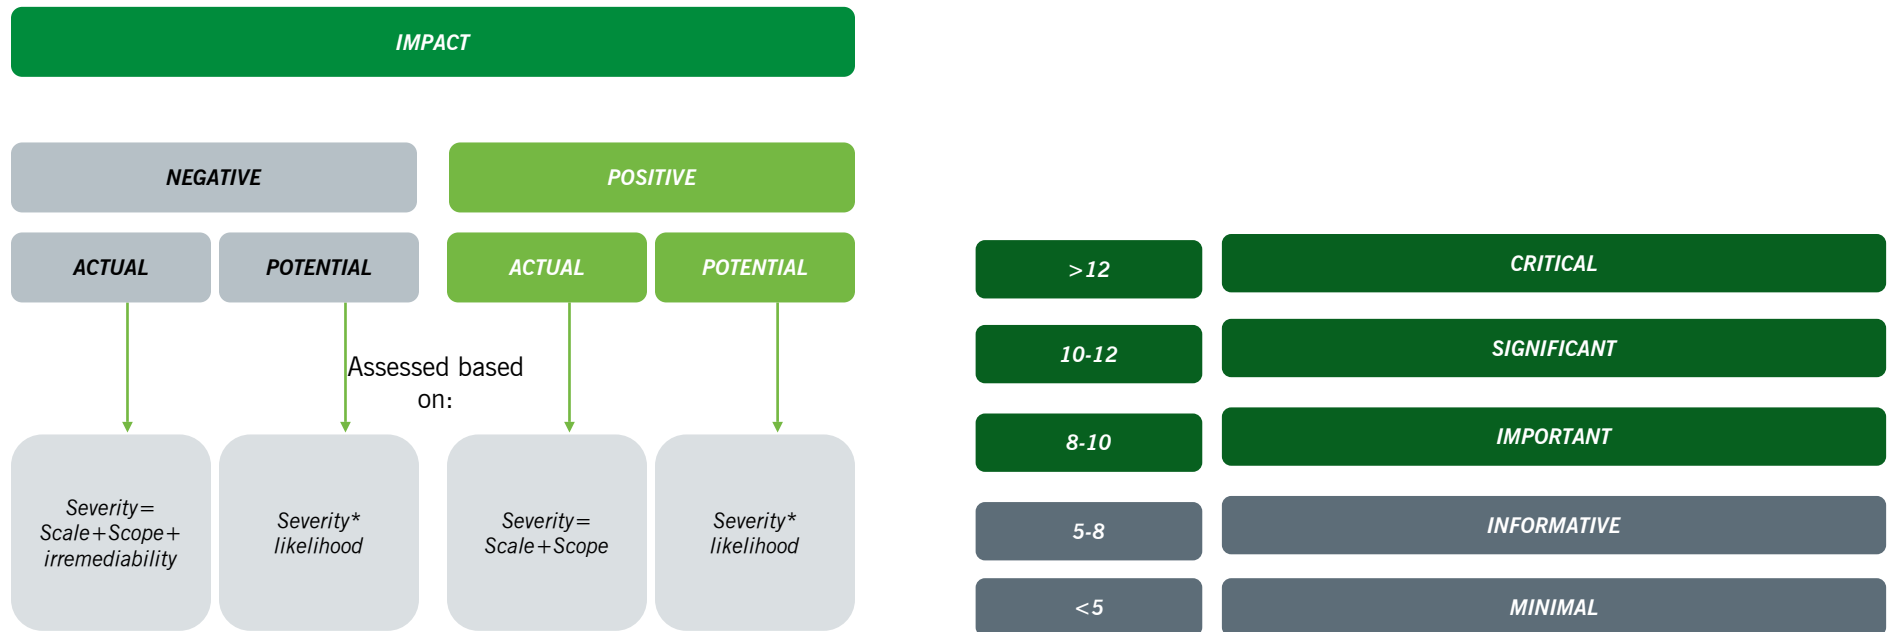 IMPACT
NEGATIVE
POSITIVE
ACTUAL
POTENTIAL
ACTUAL
POTENTIAL
Assessed based
on:
Severity=
Scale+Scope+
irremediability
Severity*
likelihood
Severity=
Scale+Scope
Severity*
likelihood
>12
CRITICAL
10-12
SIGNIFICANT
8-10
IMPORTANT
5-8
INFORMATIVE
<5
MINIMAL